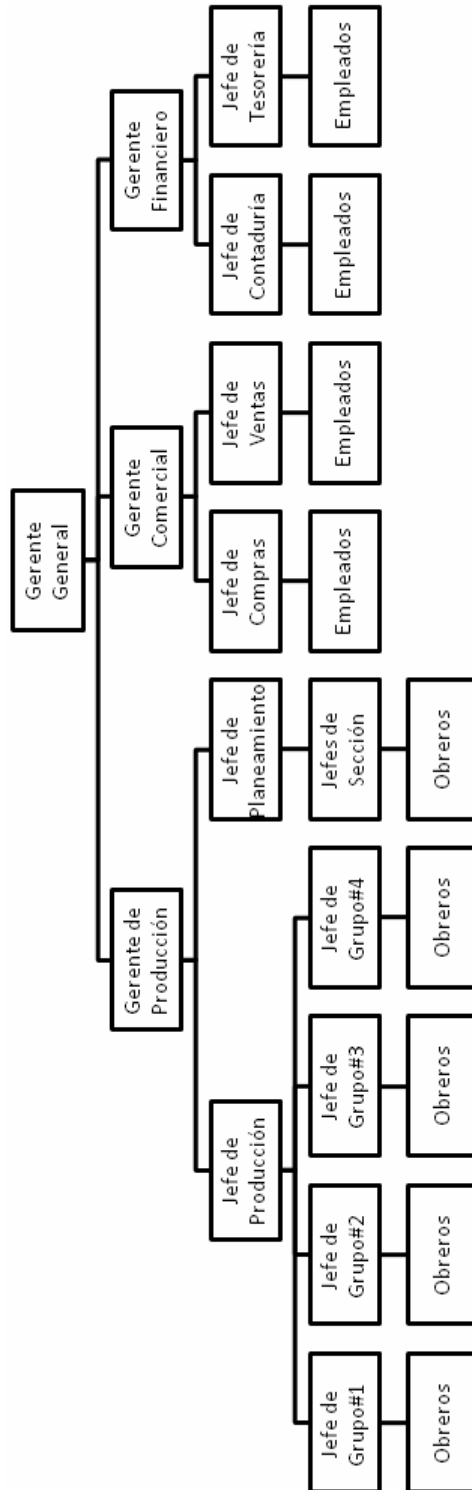 Gerente
General
Gerente de
Producción
Gerente
Comercial
Gerente
Financiero
Jefe de
Producción
Jefe de
Planeamiento
Jefe de
Compras
Jefe de
Ventas
Jefe de
Contaduría
Jefe de
Tesorería
Jefe de
Grupo#1
Jefe de
Grupo#2
Jefe de
Grupo#3
Jefe de
Grupo#4
Jefes de
Sección
Empleados
Empleados
Empleados
Empleados
Obreros
Obreros
Obreros
Obreros
Obreros